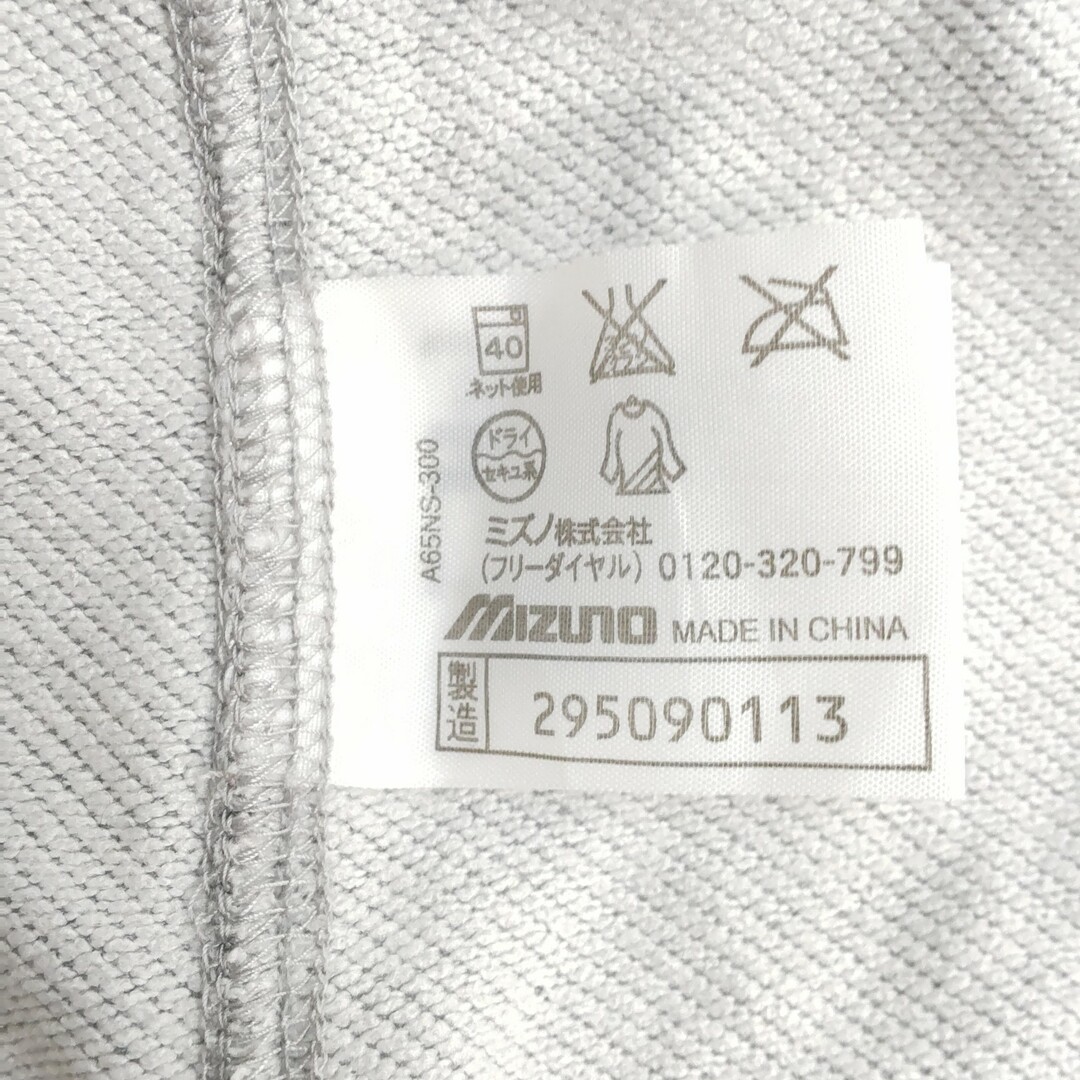 40
ネット使用
ドライ
セキユ系
A65NS-300
ミズノ株式会社
(フリーダイヤル) 0120-320-799
MIZUNO MADE IN CHINA
製造 295090113